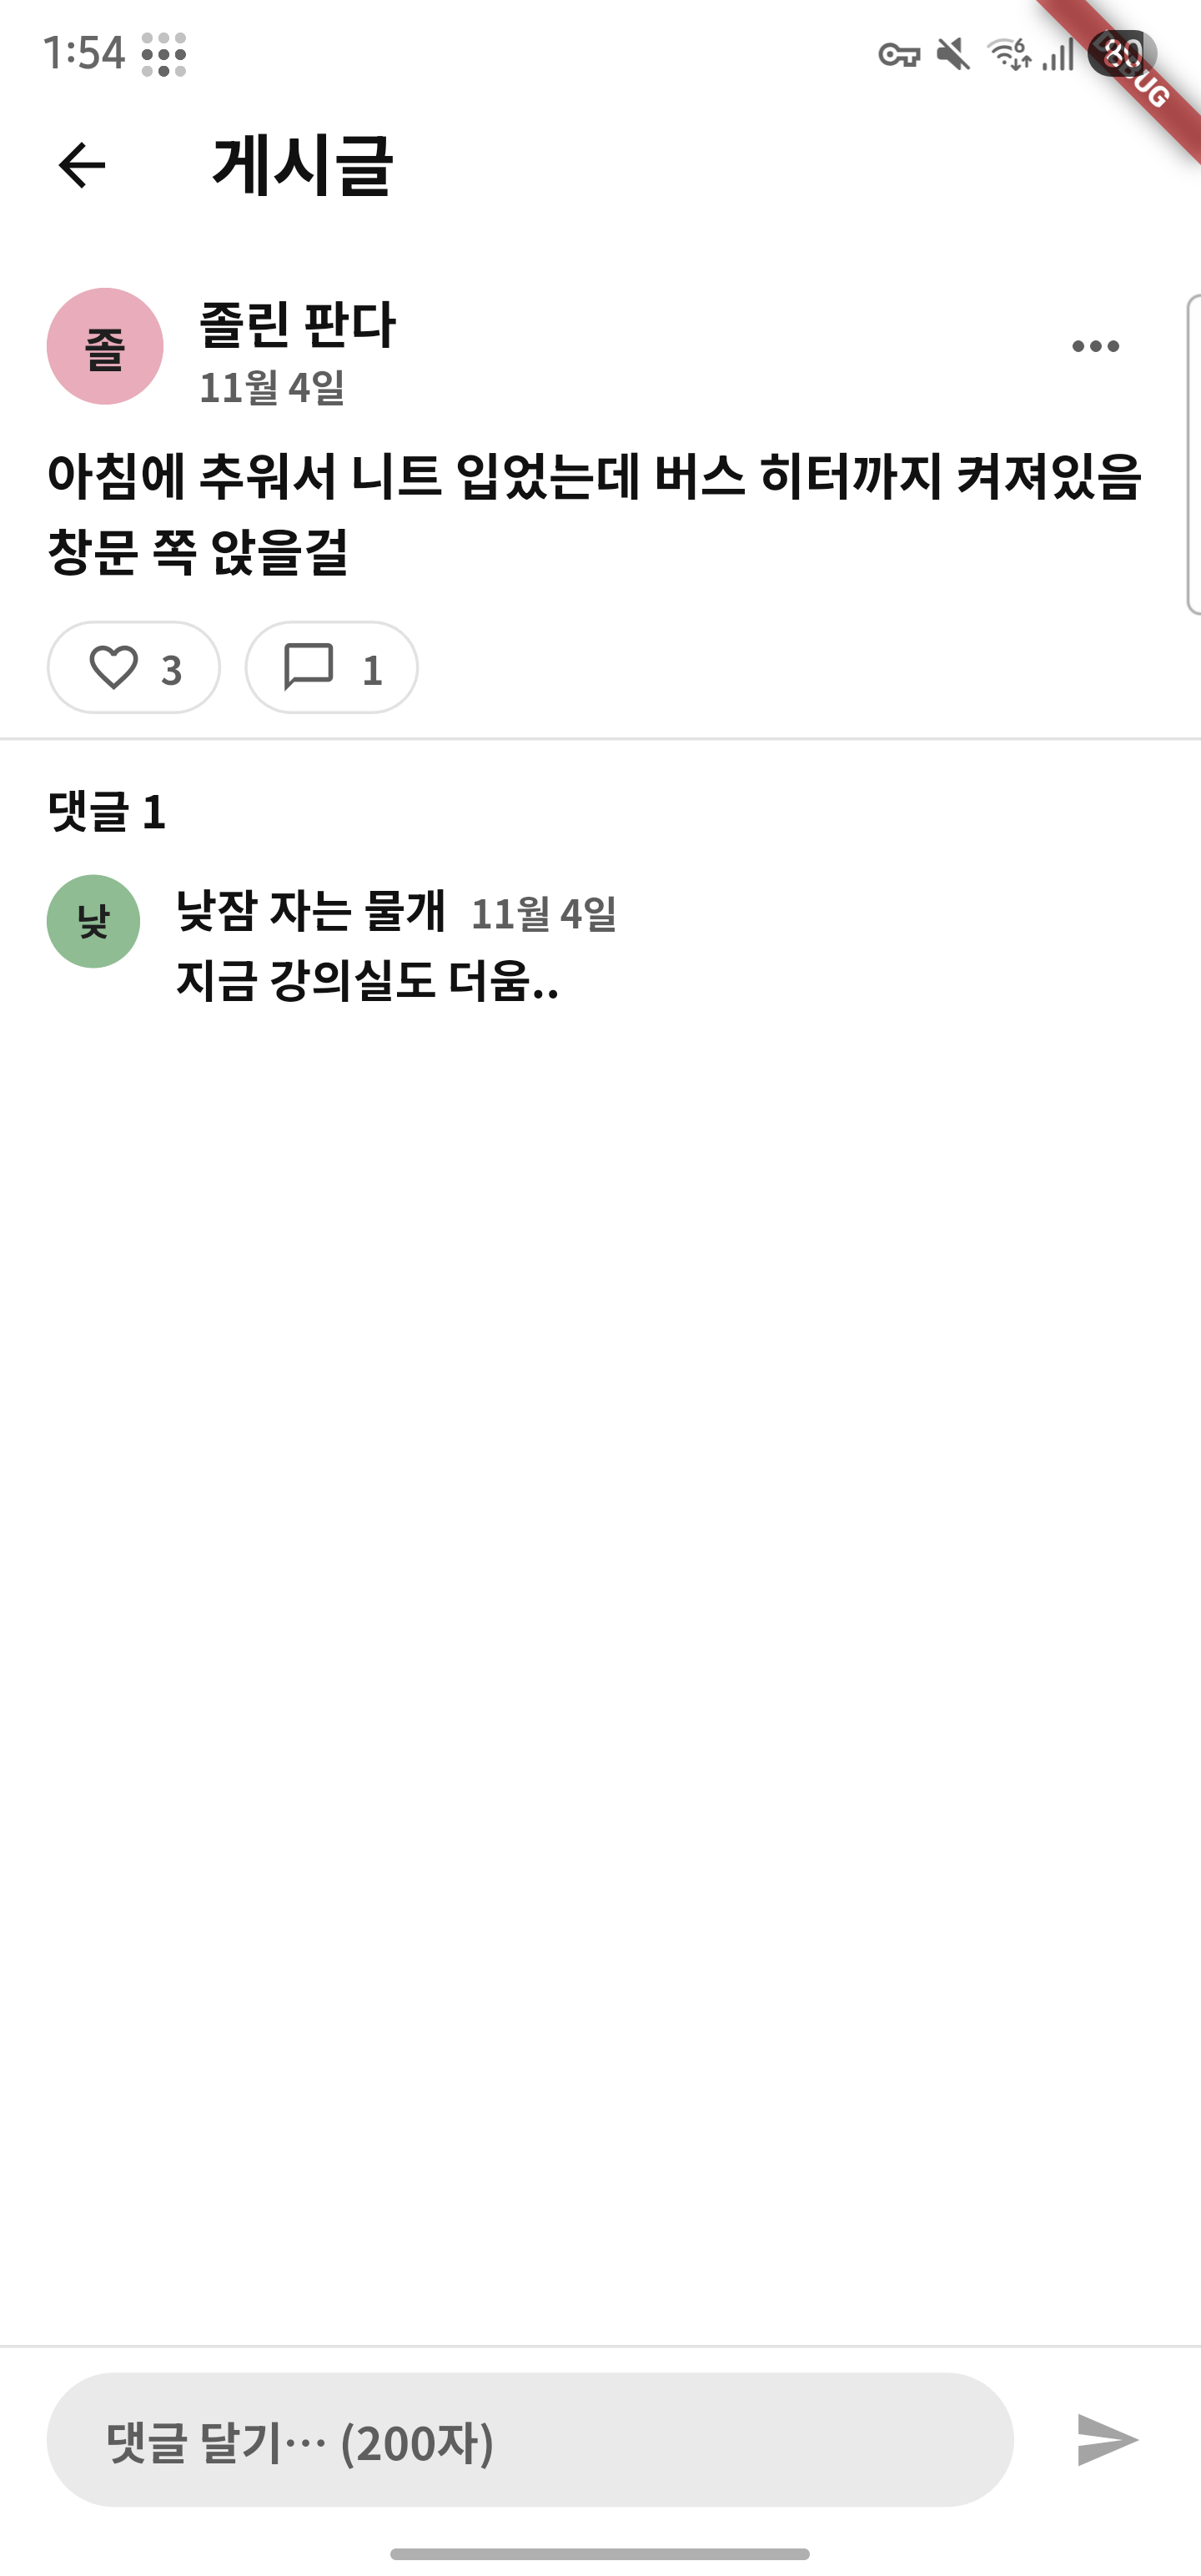 1:54
6
DEBUG
게시글
졸
졸린 판다
11월 4일
아침에 추워서 니트 입었는데 버스 히터까지 켜져있음
창문 쪽 앉을걸
3
1
댓글 1
낮
낮잠 자는 물개 11월 4일
지금 강의실도 더움..
댓글 달기… (200자)